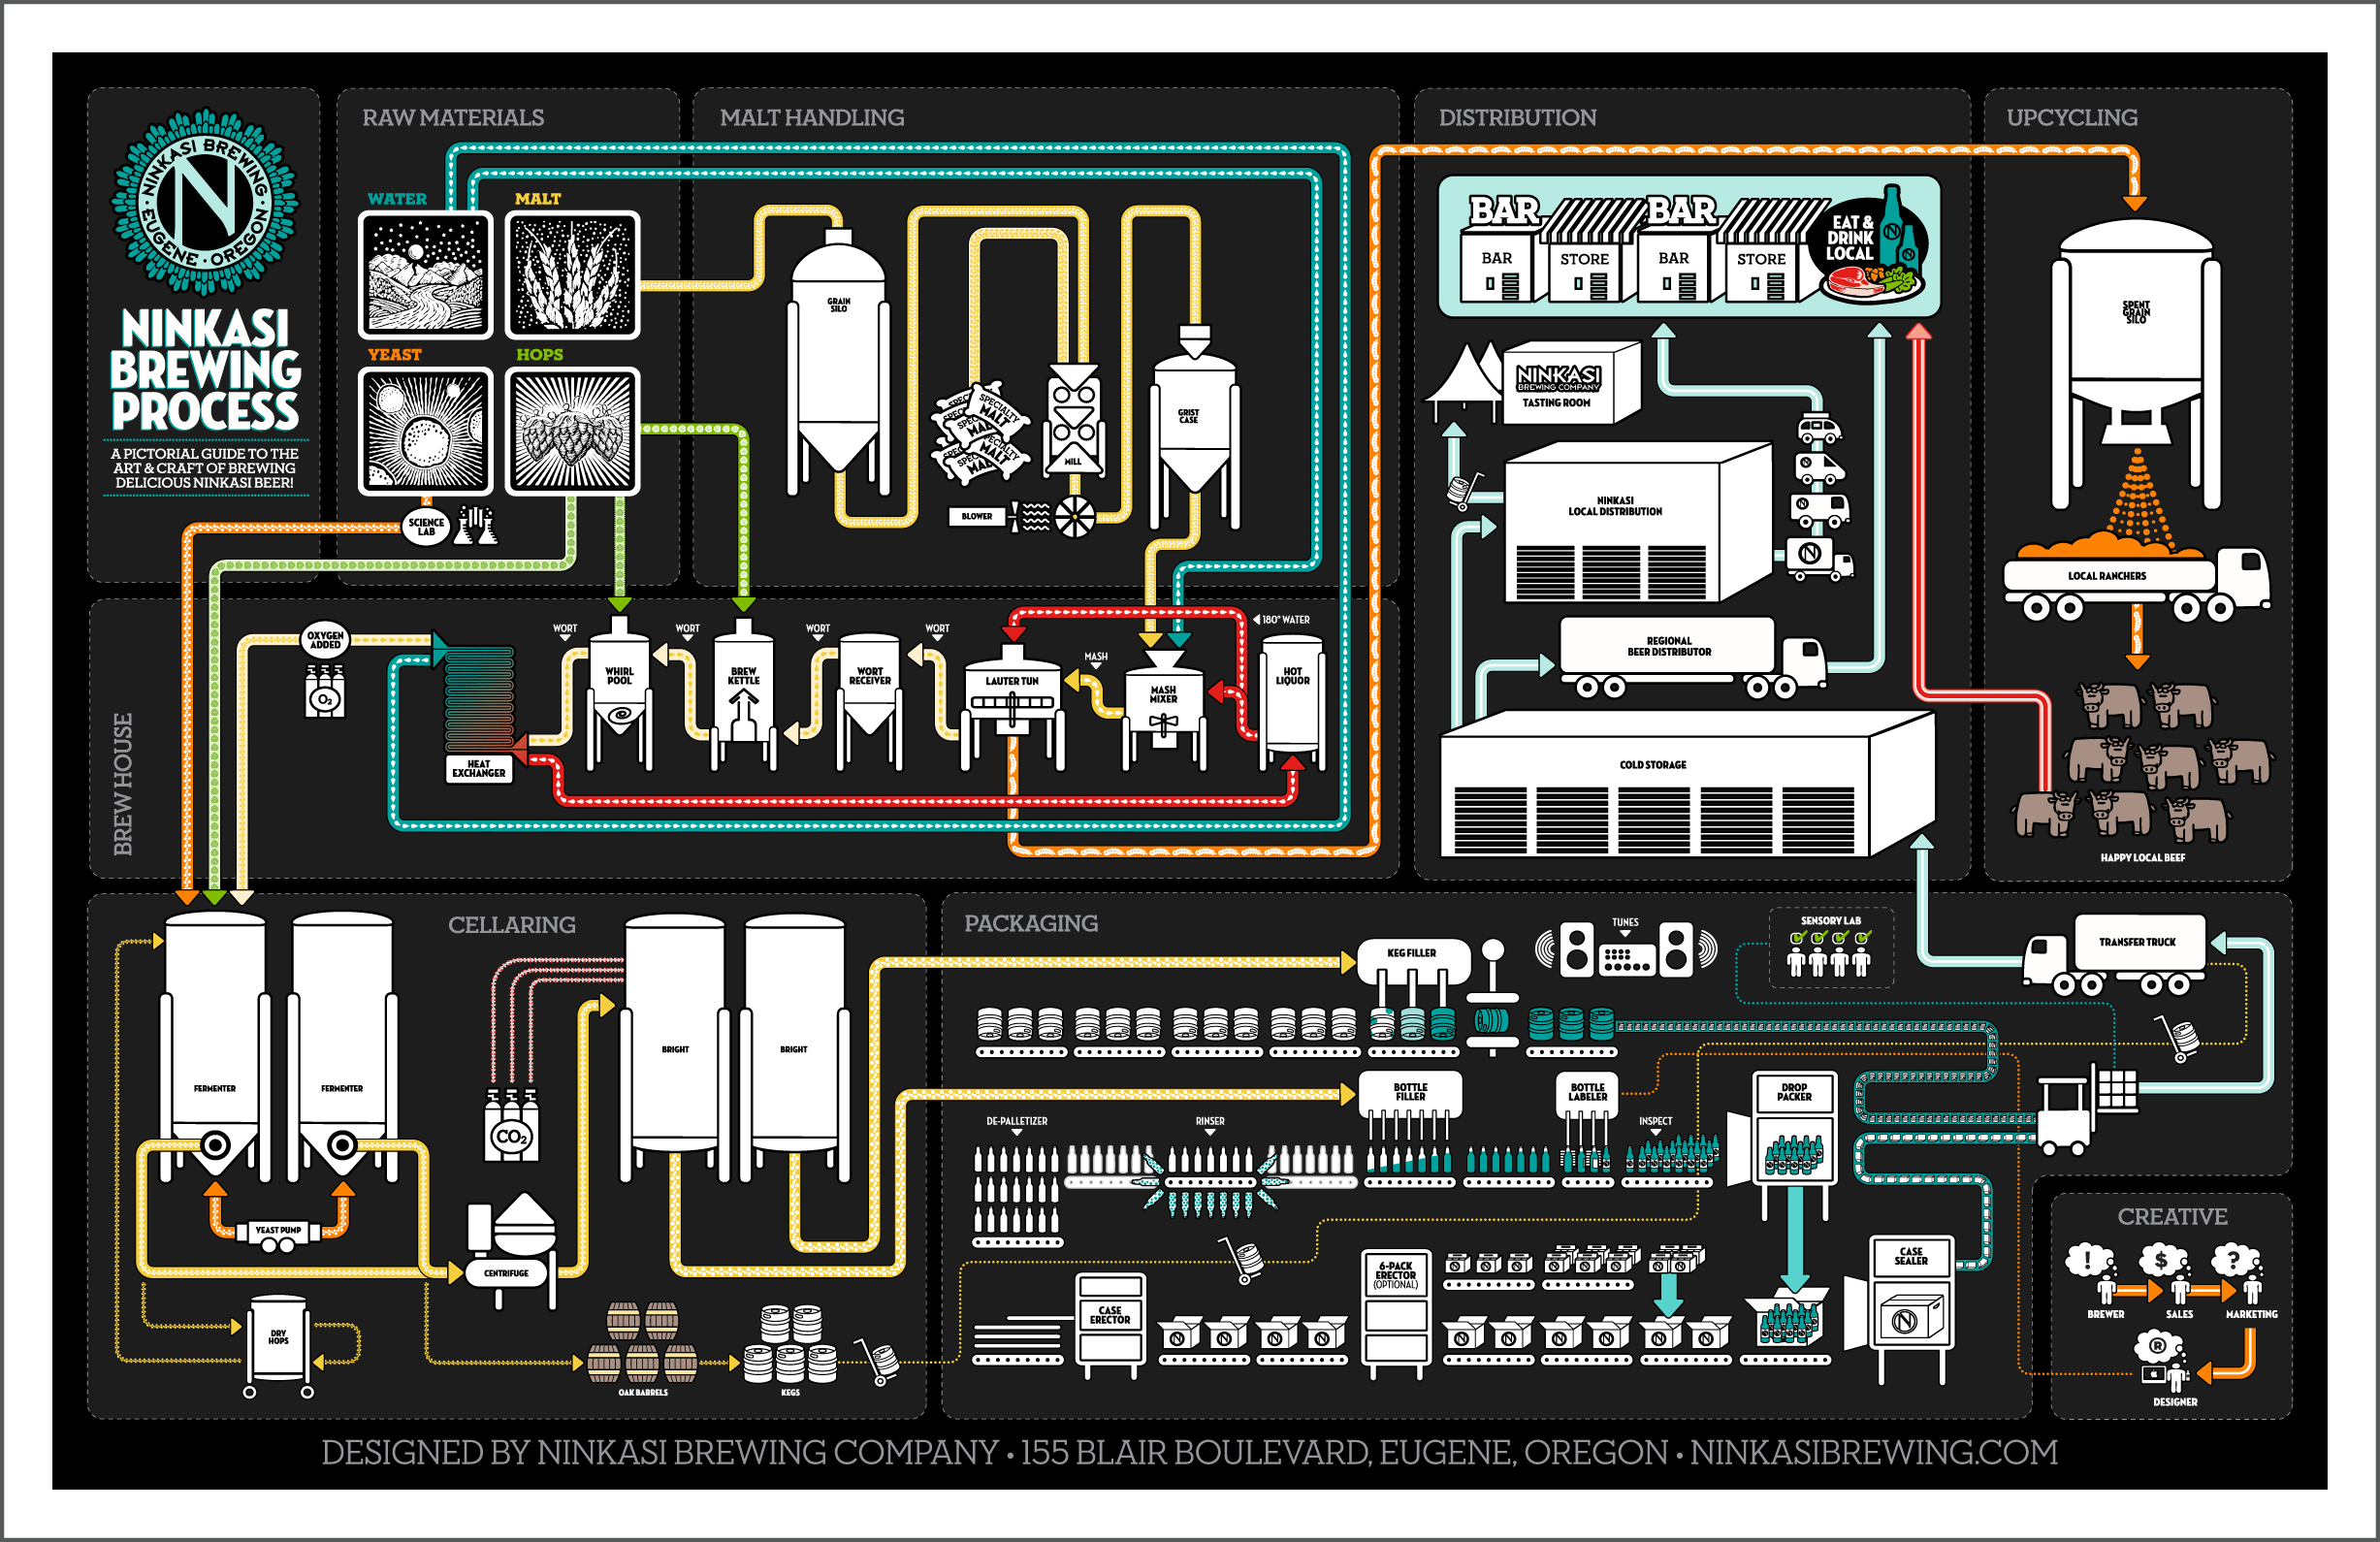 NINKASI BREWING
EUGENE • OREGON
N
NINKASI
BREWING
PROCESS
A PICTORIAL GUIDE TO THE
ART & CRAFT OF BREWING
DELICIOUS NINKASI BEER!
RAW MATERIALS
WATER
MALT
YEAST
HOPS
SCIENCE
LAB
MALT HANDLING
GRAIN
SILO
SPECIALTY
MALT
MILL
BLOWER
GRIST
CASE
DISTRIBUTION
BAR
BAR
BAR
STORE
BAR
STORE
EAT &
DRINK
LOCAL
NINKASI
BREWING COMPANY
TASTING ROOM
NINKASI
LOCAL DISTRIBUTION
N
REGIONAL
BEER DISTRIBUTOR
COLD STORAGE
UPCYCLING
SPENT
GRAIN
SILO
LOCAL RANCHERS
HAPPY LOCAL BEEF
BREW HOUSE
OXYGEN
ADDED
O2
HEAT
EXCHANGER
WORT
WHIRL
POOL
WORT
BREW
KETTLE
WORT
WORT
RECEIVER
WORT
LAUTER TUN
MASH
MASH
MIXER
180° WATER
HOT
LIQUOR
CELLARING
FERMENTER
FERMENTER
YEAST PUMP
DRY
HOPS
CO2
CENTRIFUGE
BRIGHT
BRIGHT
OAK BARRELS
KEGS
PACKAGING
KEG FILLER
TUNES
SENSORY LAB
TRANSFER TRUCK
DE-PALLETIZER
RINSER
BOTTLE
FILLER
BOTTLE
LABELER
INSPECT
DROP
PACKER
CASE
ERECTOR
N
N
N
N
6-PACK
ERECTOR
(OPTIONAL)
N
N
N
N
N
N
CASE
SEALER
N
CREATIVE
!
$
?
BREWER
SALES
MARKETING
®
DESIGNER
DESIGNED BY NINKASI BREWING COMPANY • 155 BLAIR BOULEVARD, EUGENE, OREGON • NINKASIBREWING.COM